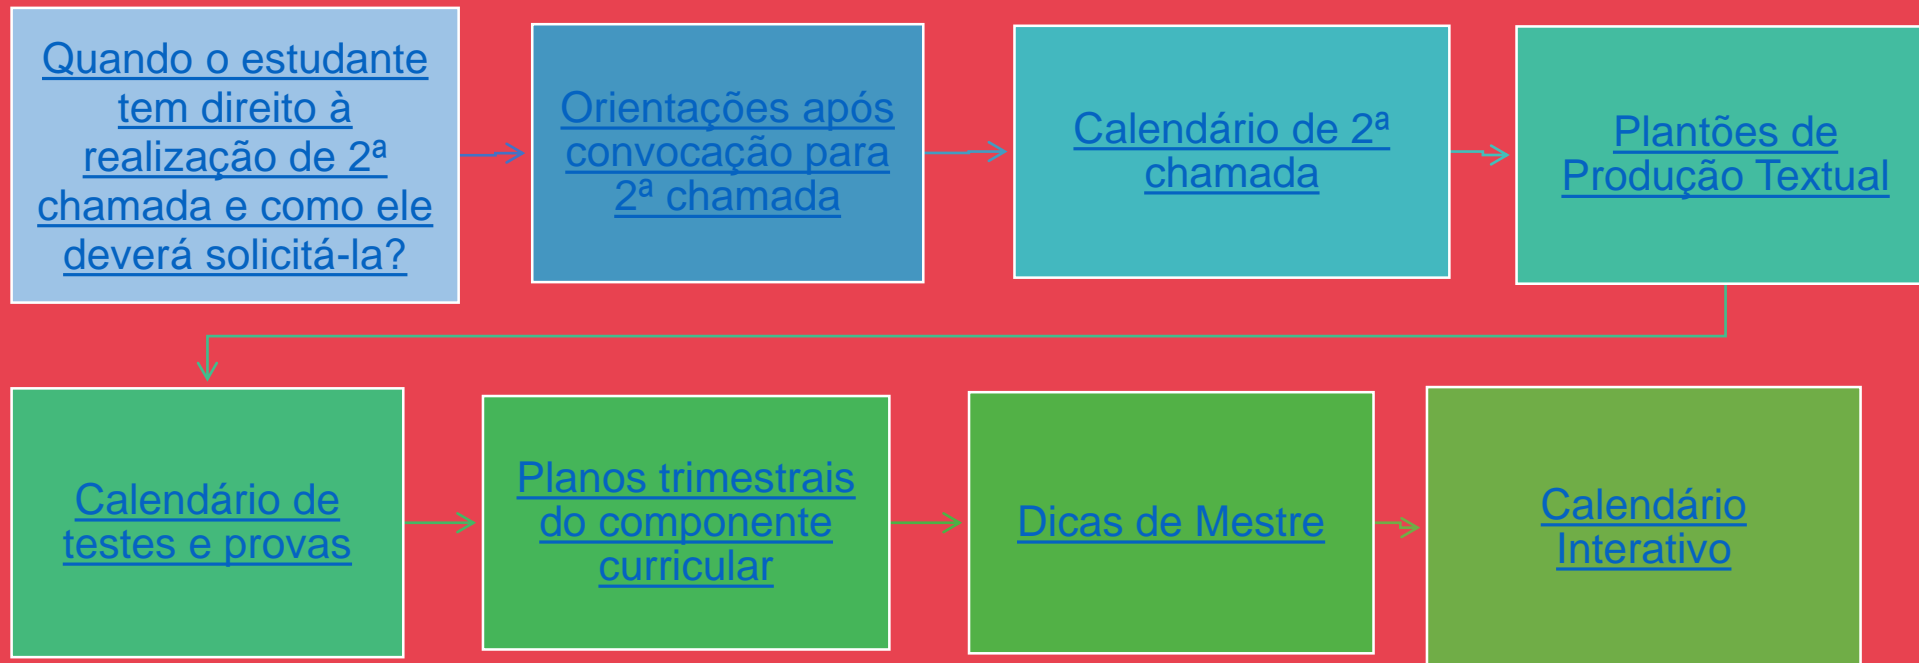 Quando o estudante
tem direito à
realização de 2ª
chamada e como ele
deverá solicitá-la?
Orientações após
convocação para
2ª chamada
Calendário de 2ª
chamada
Plantões de
Produção Textual
Calendário de
testes e provas
Planos trimestrais
do componente
curricular
Dicas de Mestre
Calendário
Interativo